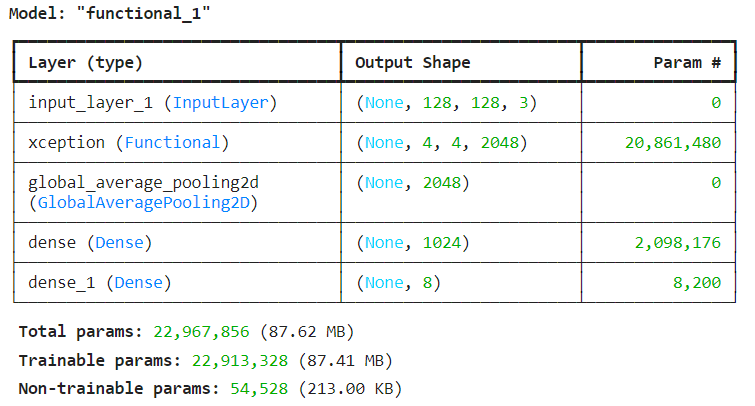 Model: "functional_1"
Layer (type) Output Shape Param #
input_layer_1 (InputLayer) (None, 128, 128, 3) 0
xception (Functional) (None, 4, 4, 2048) 20,861,480
global_average_pooling2d (None, 2048) 0
(GlobalAveragePooling2D)
dense (Dense) (None, 1024) 2,098,176
dense_1 (Dense) (None, 8) 8,200
Total params: 22,967,856 (87.62 MB)
Trainable params: 22,913,328 (87.41 MB)
Non-trainable params: 54,528 (213.00 KB)